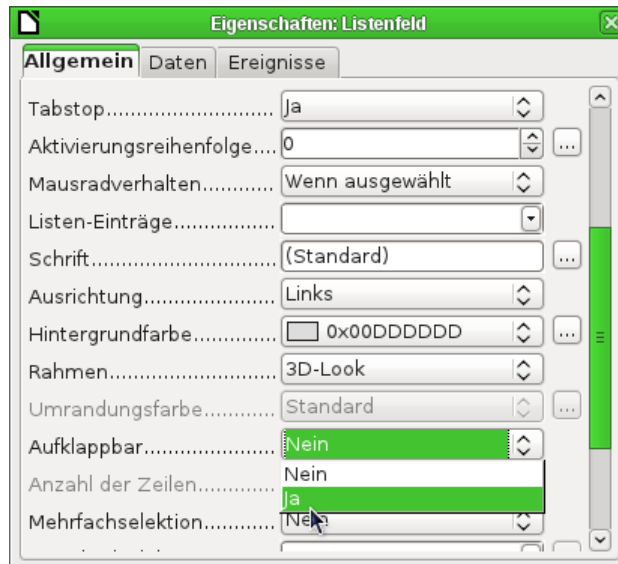 Eigenschaften: Listenfeld
Allgemein Daten Ereignisse
Tabstop............................ Ja
Aktivierungsreihenfolge.... 0 ...
Mausradverhalten............ Wenn ausgewählt
Listen-Einträge.................
Schrift.............................. (Standard) ...
Ausrichtung..................... Links
Hintergrundfarbe............. 0x00DDDDDD ...
Rahmen........................... 3D-Look
Umrandungsfarbe............ Standard ...
Aufklappbar..................... Nein
Nein
Anzahl der Zeilen.............
Ja
Mehrfachselektion............ Nein